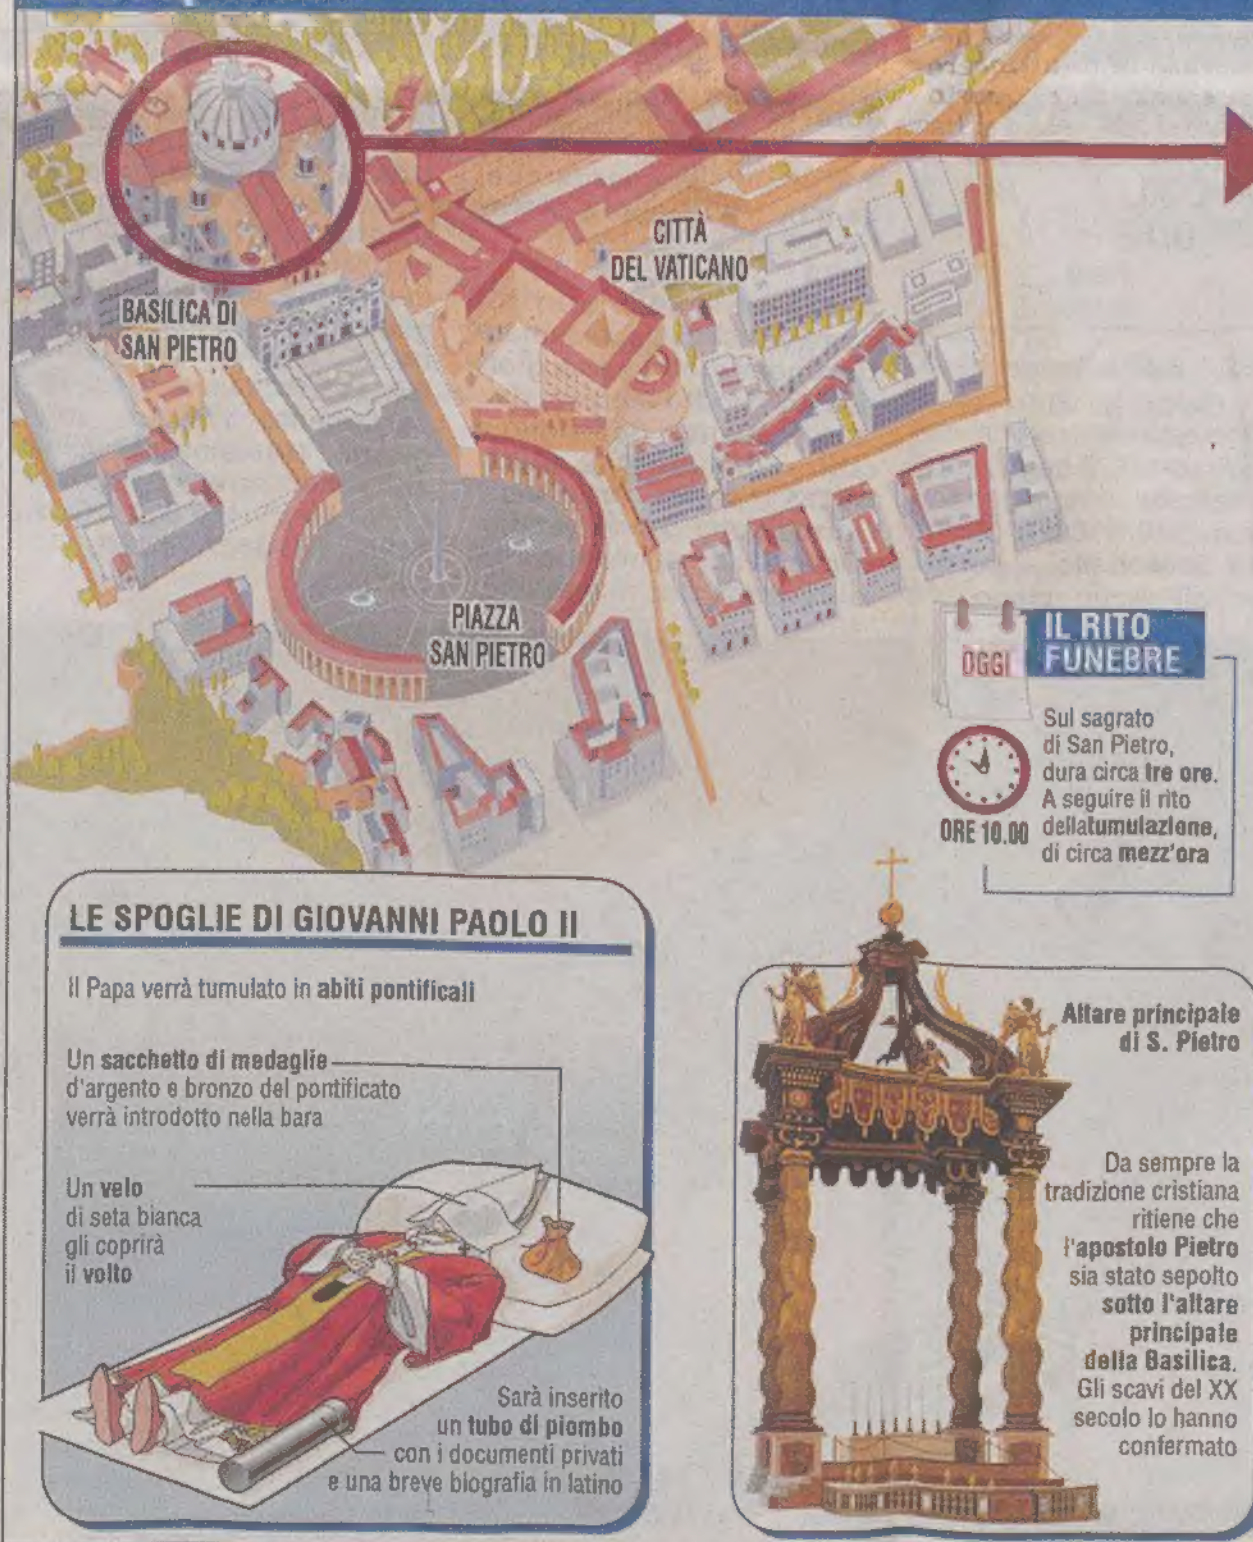 CITTÀ
DEL VATICANO
BASILICA DI
SAN PIETRO
PIAZZA
SAN PIETRO
OGGI
IL RITO
FUNEBRE
ORE 10.00
Sul sagrato
di San Pietro,
dura circa tre ore.
A seguire il rito
dellatumulazione,
di circa mezz'ora
LE SPOGLIE DI GIOVANNI PAOLO II
Il Papa verrà tumulato in abiti pontificali
Un sacchetto di medaglie
d'argento e bronzo del pontificato
verrà introdotto nella bara
Un velo
di seta bianca
gli coprirà
il volto
Sarà inserito
un tubo di piombo
con i documenti privati
e una breve biografia in latino
Altare principale
di S. Pietro
Da sempre la
tradizione cristiana
ritiene che
l'apostolo Pietro
sia stato sepolto
sotto l'altare
principale
della Basilica.
Gli scavi del XX
secolo lo hanno
confermato